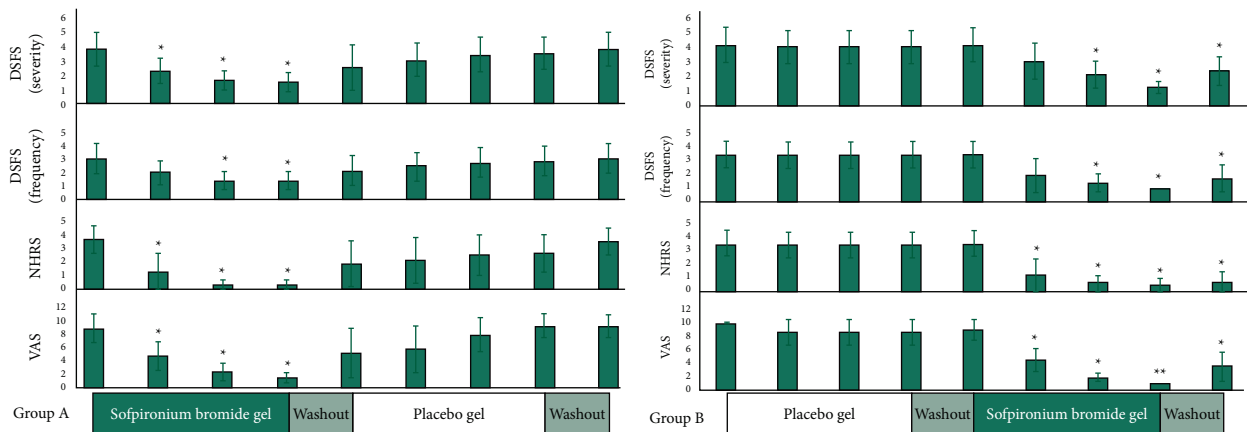 DSFS
(severity)
6
5
4
3
2
1
0
* * *
DSFS
(frequency)
5
4
3
2
1
0
* *
NHRS
5
4
3
2
1
0
* * *
VAS
12
10
8
6
4
2
0
* * *
Group A
Sofpironium bromide gel
Washout
Placebo gel
Washout
DSFS
(severity)
6
5
4
3
2
1
0
* * *
DSFS
(frequency)
5
4
3
2
1
0
* * *
NHRS
5
4
3
2
1
0
* * * *
VAS
12
10
8
6
4
2
0
* * ** *
Group B
Placebo gel
Washout
Sofpironium bromide gel
Washout